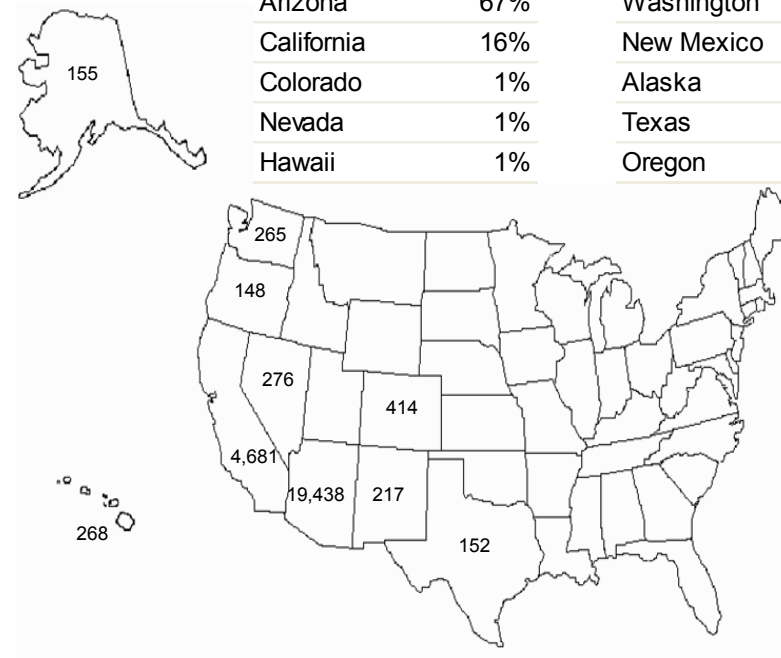 Arizona 67% Washington
California 16% New Mexico
Colorado 1% Alaska
Nevada 1% Texas
Hawaii 1% Oregon
155
265
148
276
414
4,681
19,438 217
268
152